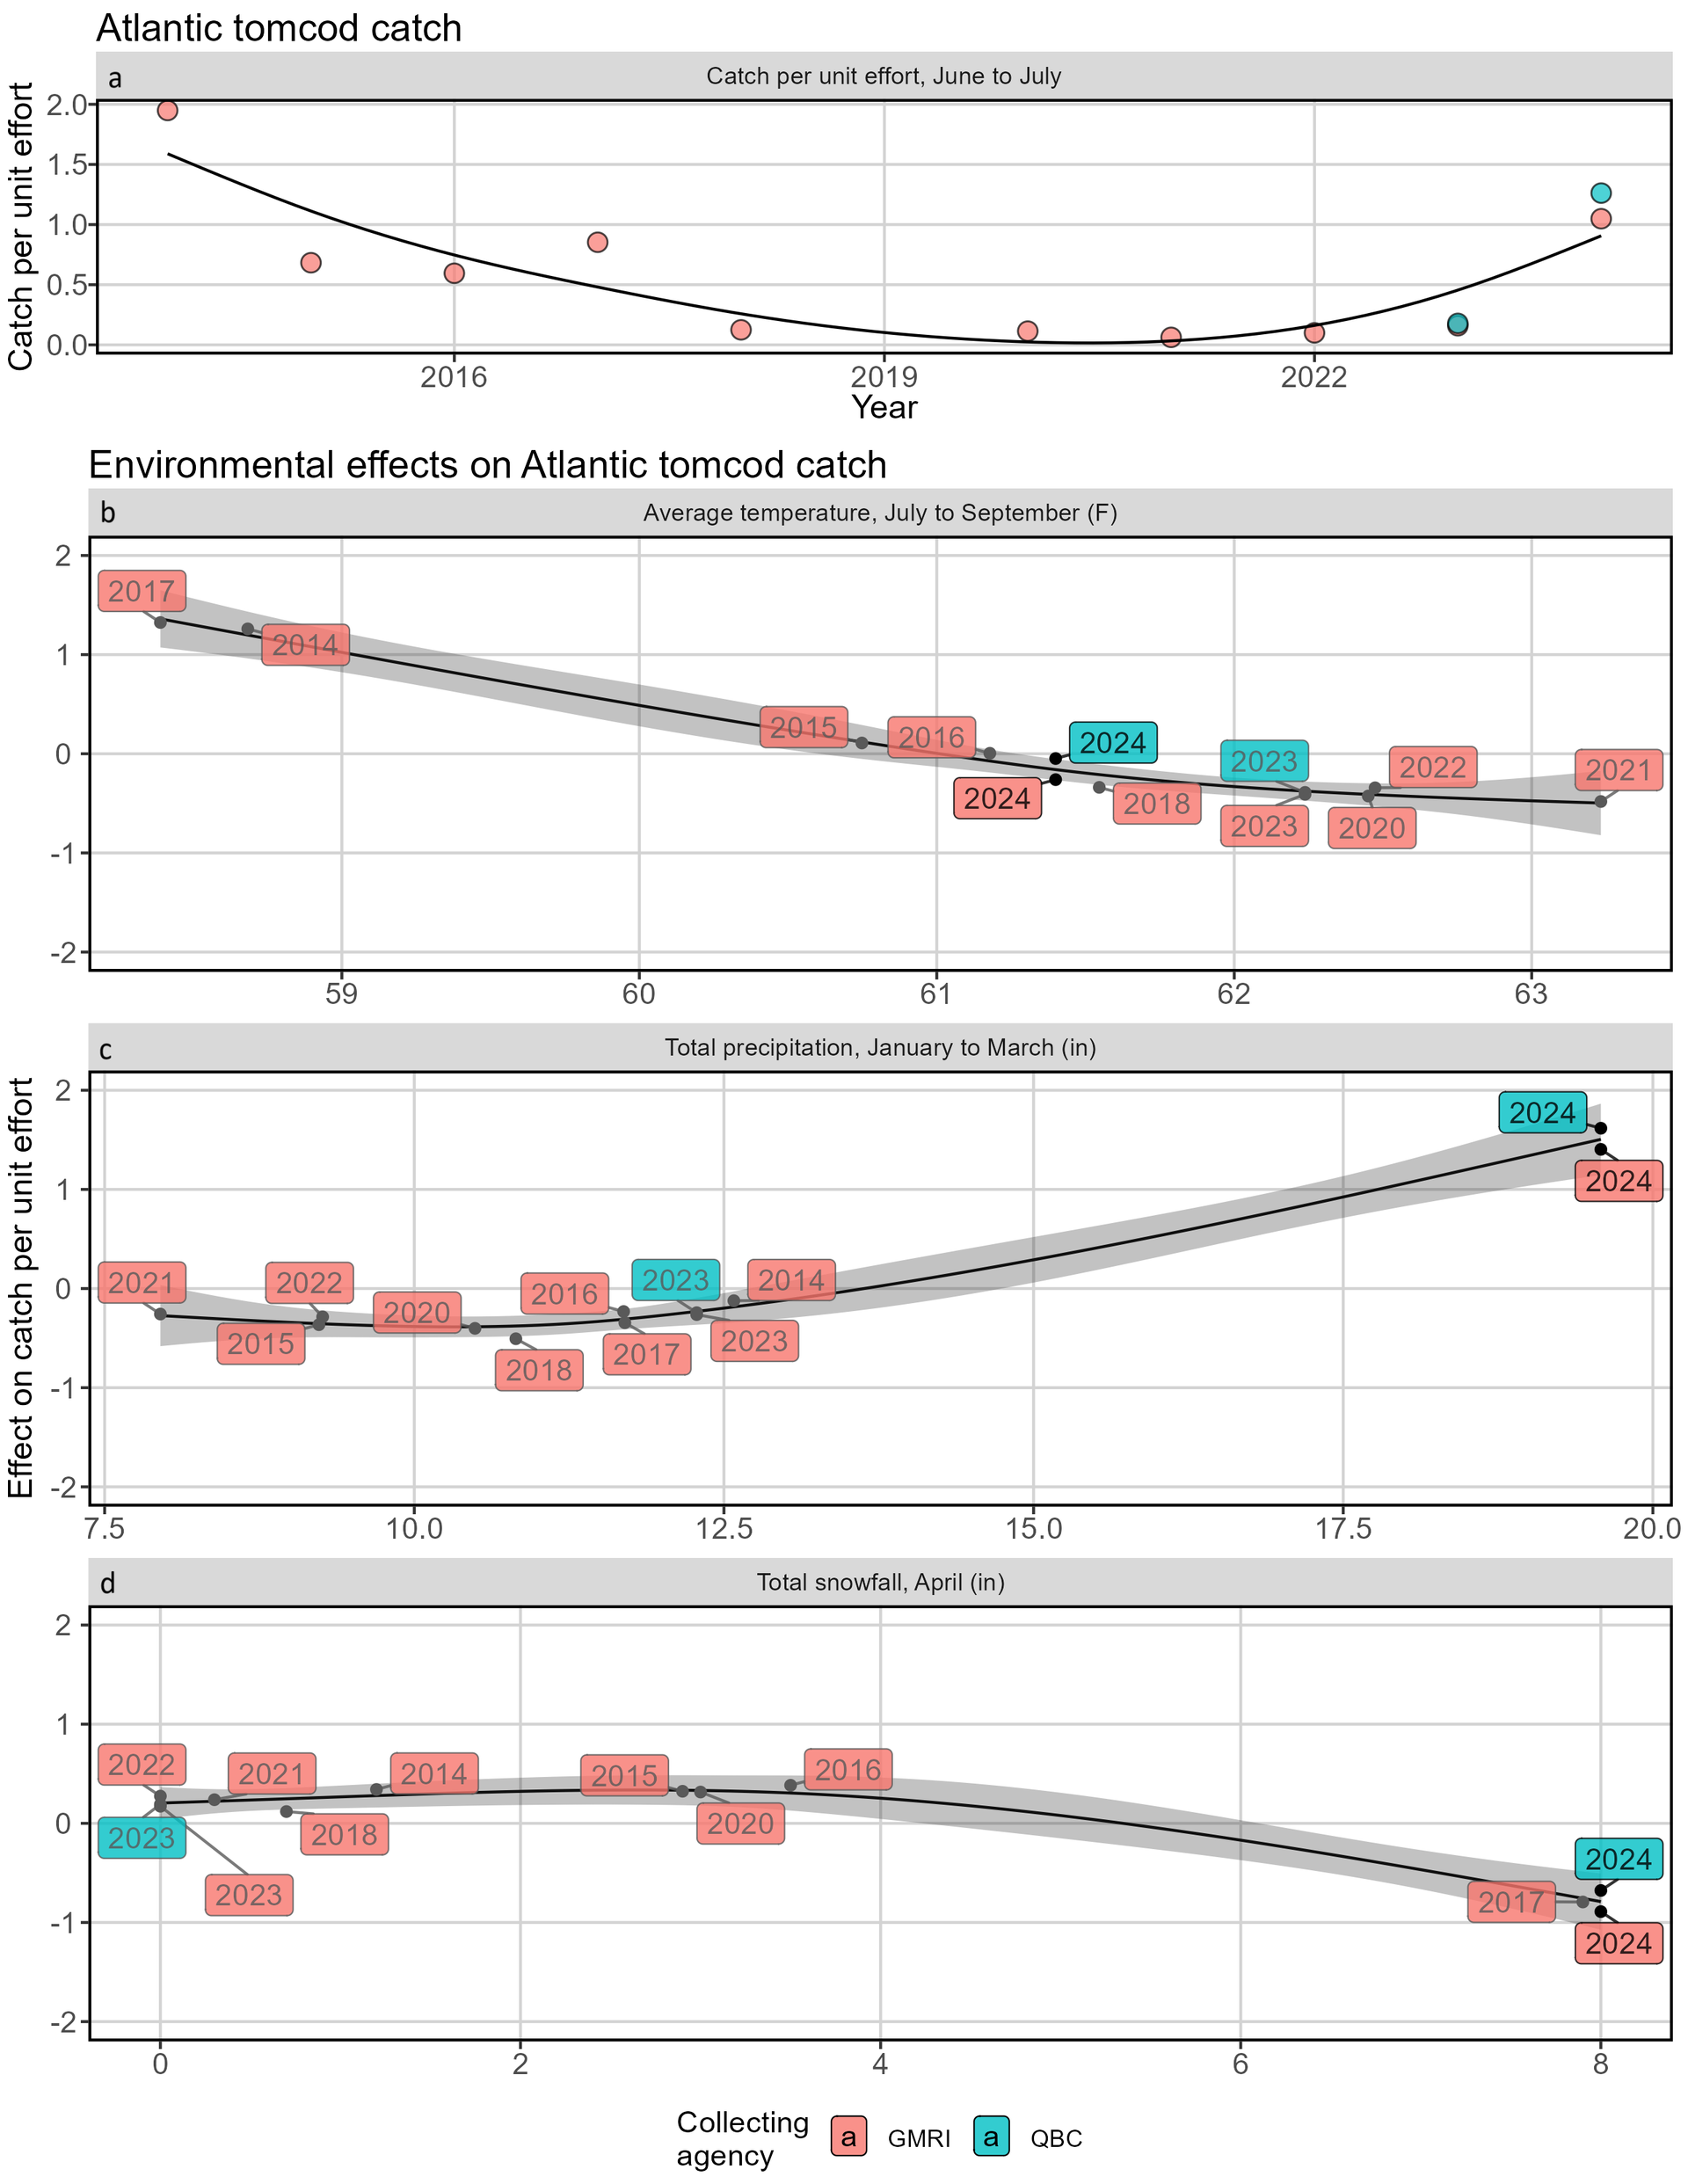 Atlantic tomcod catch
a
Catch per unit effort, June to July
Catch per unit effort
2.0
1.5
1.0
0.5
0.0
2016 2019 2022
Year
Environmental effects on Atlantic tomcod catch
b
Average temperature, July to September (F)
2
1
0
-1
-2
2017
2014
2015
2016
2024
2024
2018
2023
2023
2022
2020
2021
59 60 61 62 63
Effect on catch per unit effort
c
Total precipitation, January to March (in)
2
1
0
-1
-2
2021
2022
2015
2020
2018
2016
2017
2023
2023
2014
2024
2024
7.5 10.0 12.5 15.0 17.5 20.0
d
Total snowfall, April (in)
2
1
0
-1
-2
2022
2023
2023
2021
2018
2014
2015
2020
2016
2017
2024
2024
0 2 4 6 8
Collecting
agency
a GMRI a QBC